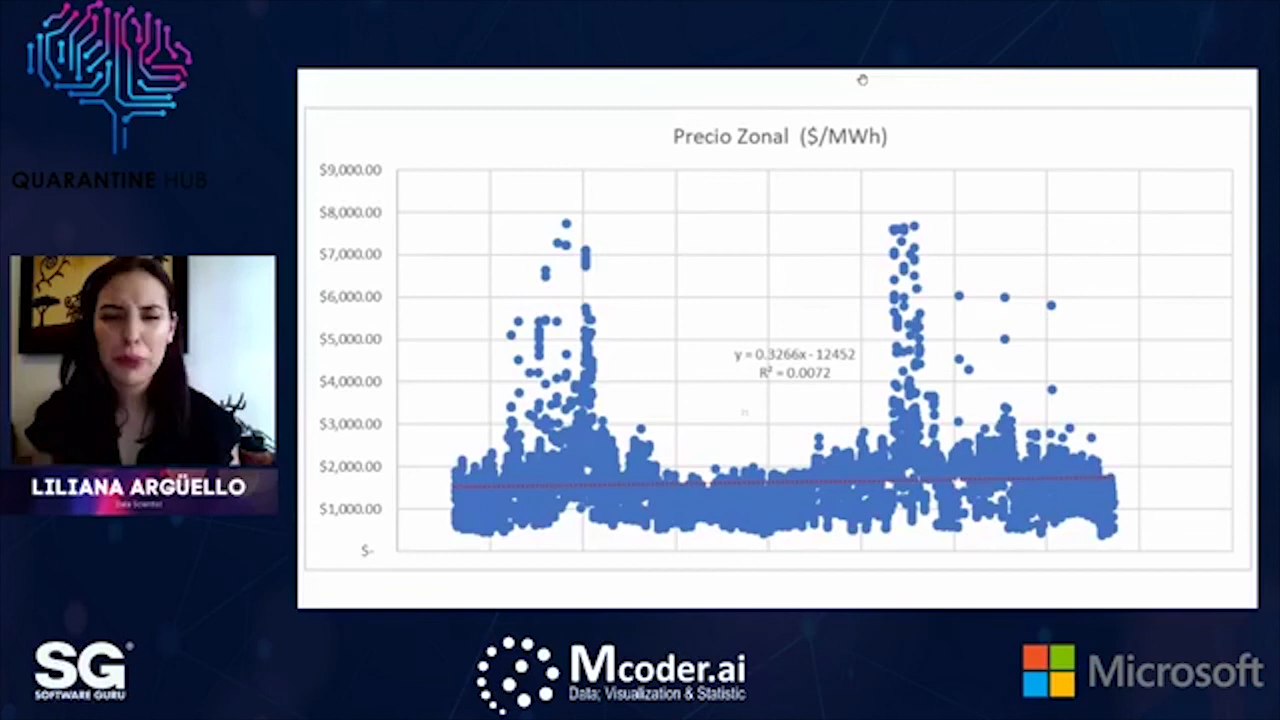 QUARANTINE HUB
Precio Zonal ($/MWh)
$9,000.00
$8,000.00
$7,000.00
$6,000.00
$5,000.00
$4,000.00
$3,000.00
$2,000.00
$1,000.00
$-
y = 0.3266x - 12452
R² = 0.0072
LILIANA ARGÜELLO
Data Scientist
SG®
SOFTWARE GURU
Mcoder.ai
Data; Visualization & Statistic
Microsoft